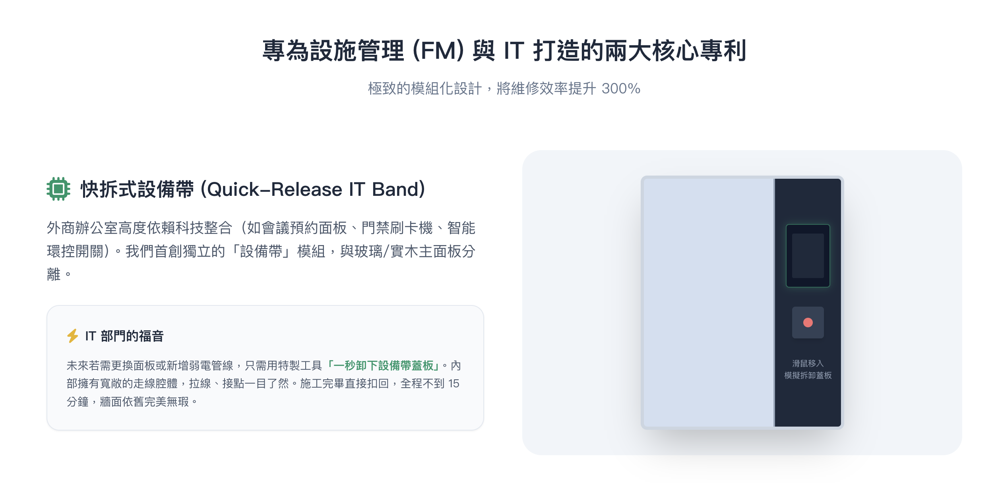 專為設施管理 (FM) 與 IT 打造的兩大核心專利
極致的模組化設計，將維修效率提升 300%
快拆式設備帶 (Quick-Release IT Band)
外商辦公室高度依賴科技整合（如會議預約面板、門禁刷卡機、智能
環控開關）。我們首創獨立的「設備帶」模組，與玻璃/實木主面板分
離。
IT 部門的福音
未來若需更換面板或新增弱電管線，只需用特製工具「一秒卸下設備帶蓋板」。內
部擁有寬敞的走線腔體，拉線、接點一目了然。施工完畢直接扣回，全程不到 15
分鐘，牆面依舊完美無瑕。
滑鼠移入
模擬拆卸蓋板